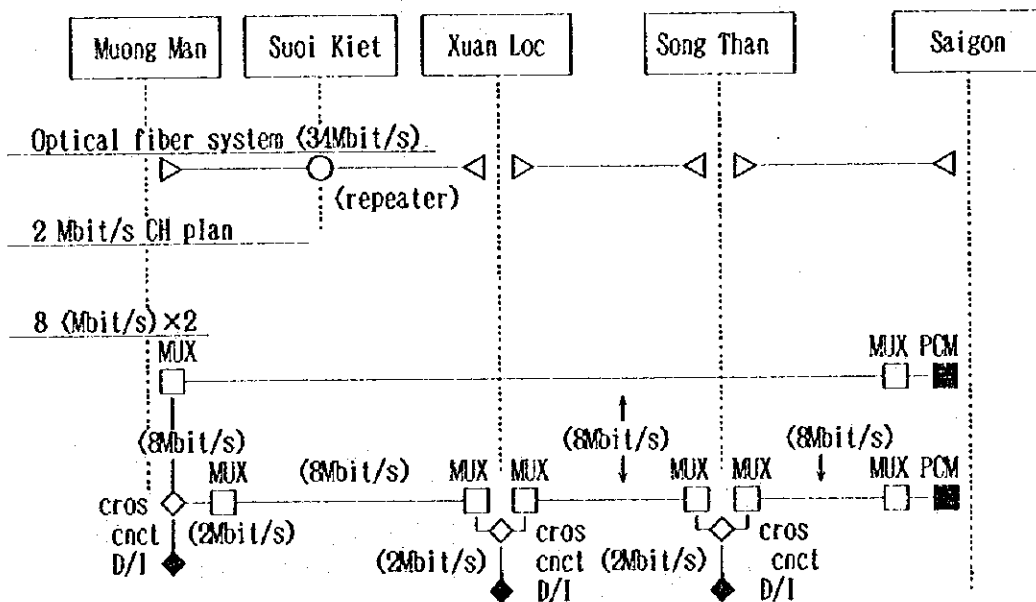 Muong Man Suoi Kiet Xuan Loc Song Than Saigon
Optical fiber system (34Mbit/s)
(repeater)
2 Mbit/s CH plan
8 (Mbit/s)×2
MUX MUX PCM
(8Mbit/s) (8Mbit/s) (8Mbit/s)
MUX (8Mbit/s) MUX MUX MUX MUX MUX PCM
cros cros cros
cnct (2Mbit/s) (2Mbit/s) cnct (2Mbit/s) cnct
D/I D/I D/I